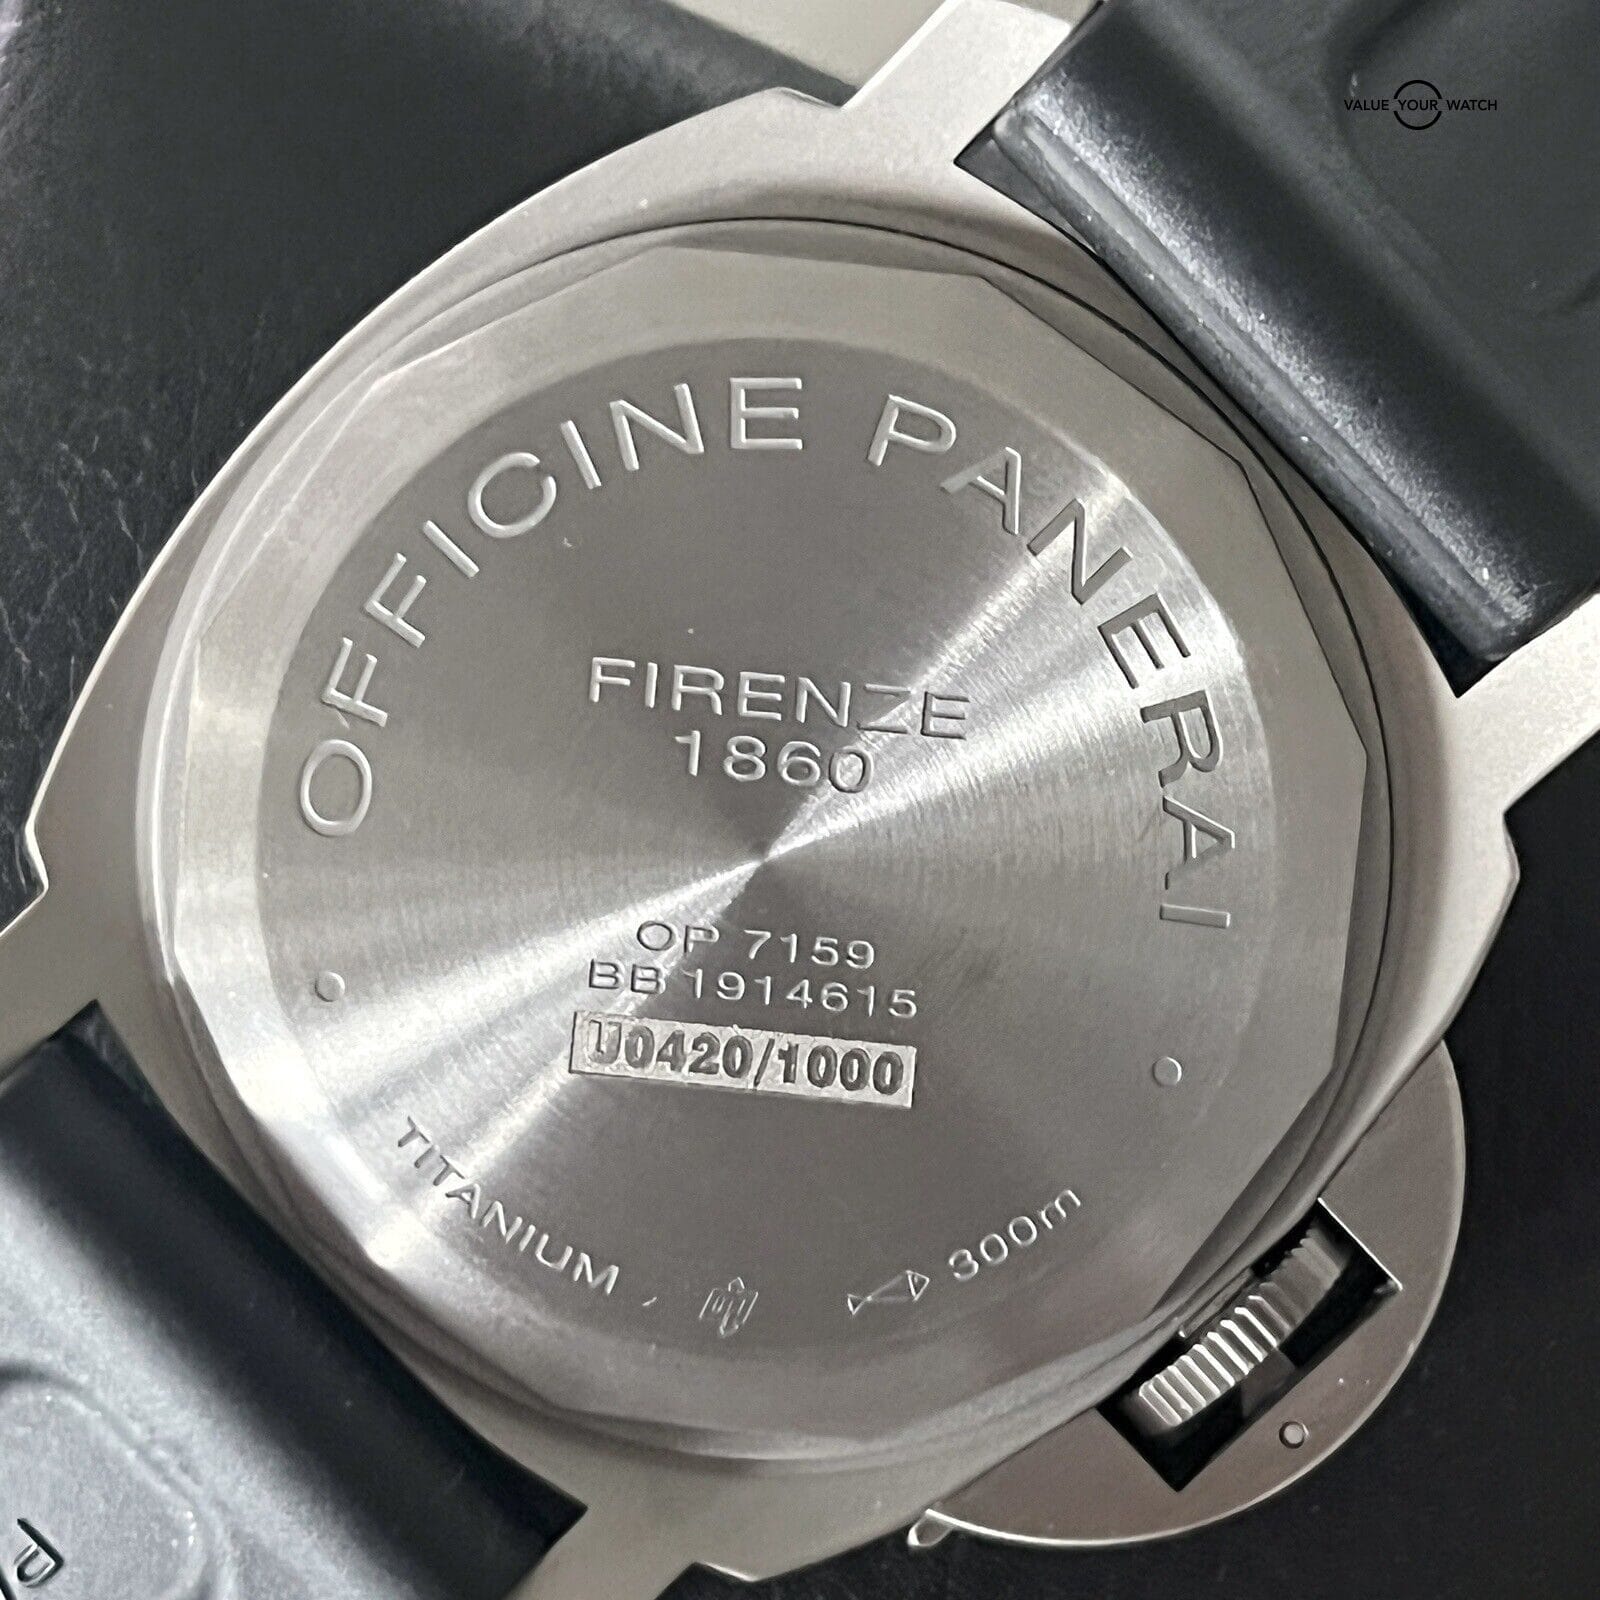 VALUE YOUR WATCH
OFFICINE PANERAI
FIRENZE
1860
OP 7159
BB 1914615
U0420/1000
TITANIUM
300m
P